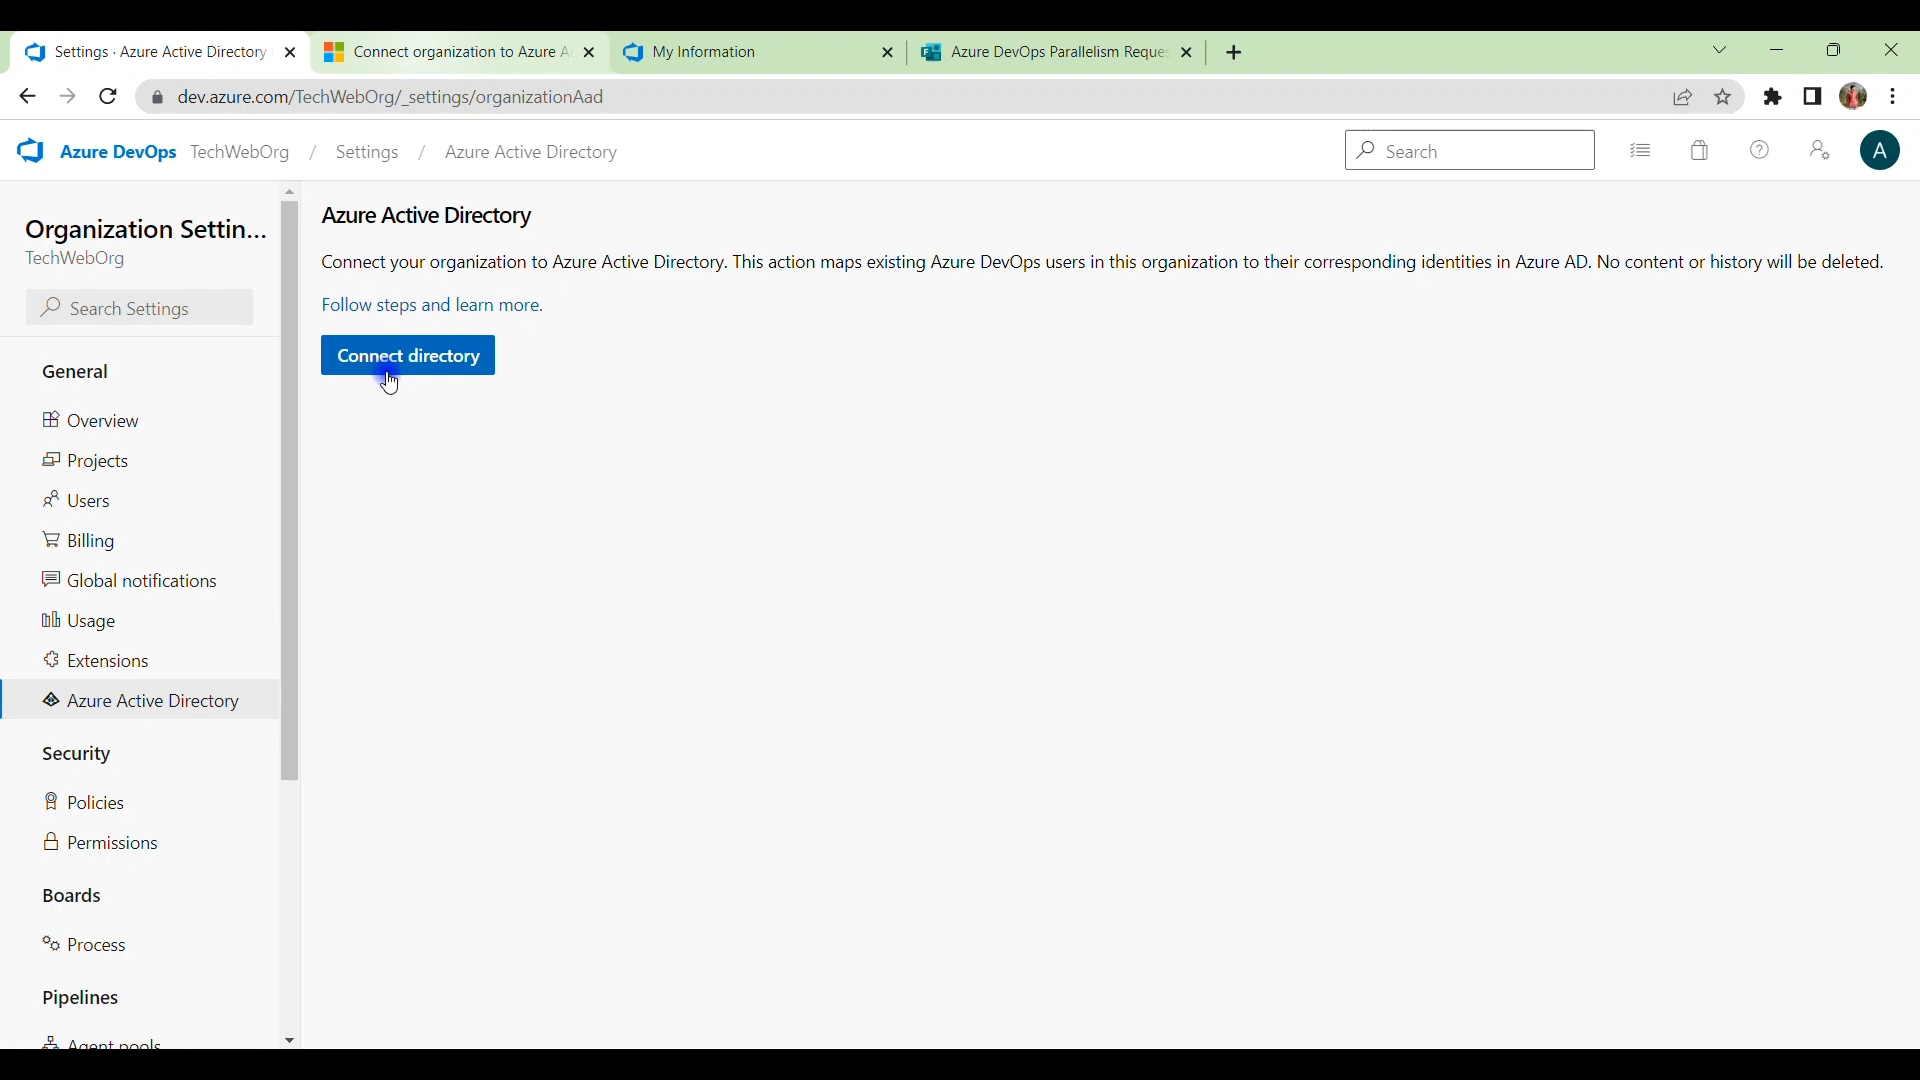 Settings · Azure Active Directory
Connect organization to Azure A
My Information
Azure DevOps Parallelism Reque
dev.azure.com/TechWebOrg/_settings/organizationAad
Azure DevOps TechWebOrg / Settings / Azure Active Directory
Search
A
Organization Settin...
TechWebOrg
Search Settings
General
Overview
Projects
Users
Billing
Global notifications
Usage
Extensions
Azure Active Directory
Security
Policies
Permissions
Boards
Process
Pipelines
Agent pools
Azure Active Directory
Connect your organization to Azure Active Directory. This action maps existing Azure DevOps users in this organization to their corresponding identities in Azure AD. No content or history will be deleted.
Follow steps and learn more.
Connect directory